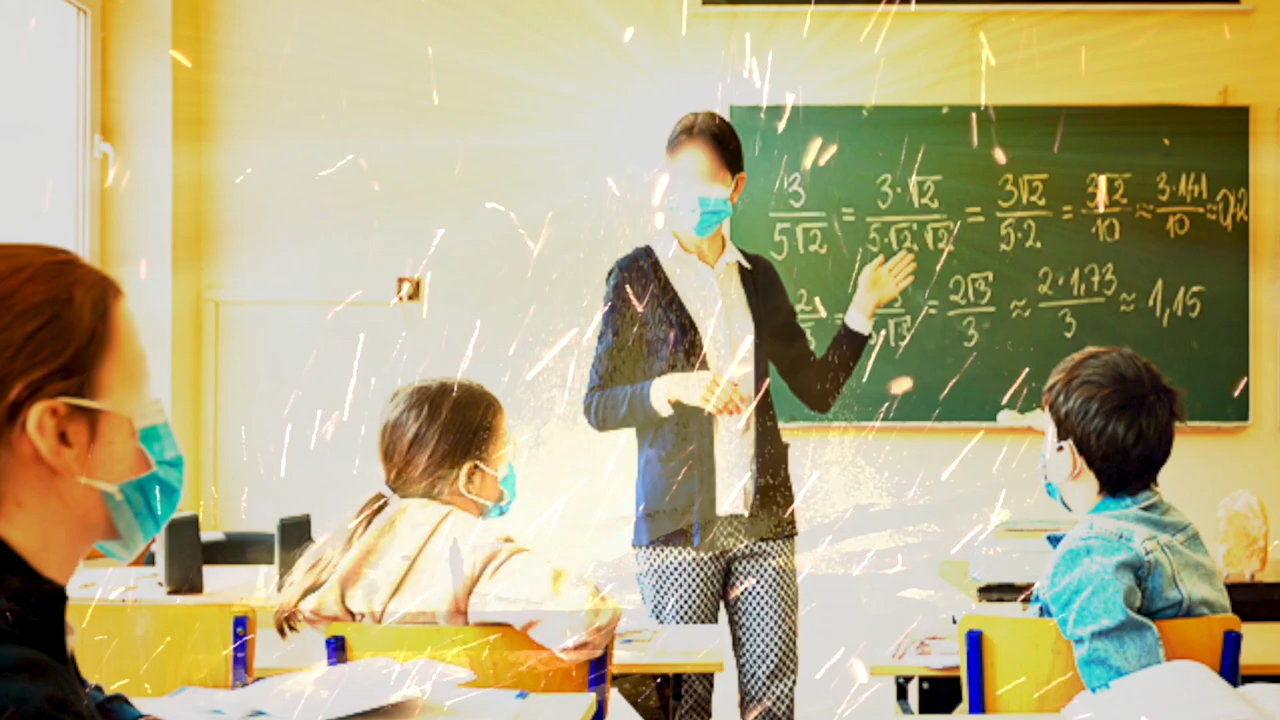 3/5√2 = 3·√2/5·√2·√2 = 3√2/5·2 = 3√2/10 ≈ 3·1,41/10 ≈
= 2√3/3 ≈ 2·1,73/3 ≈ 1,15